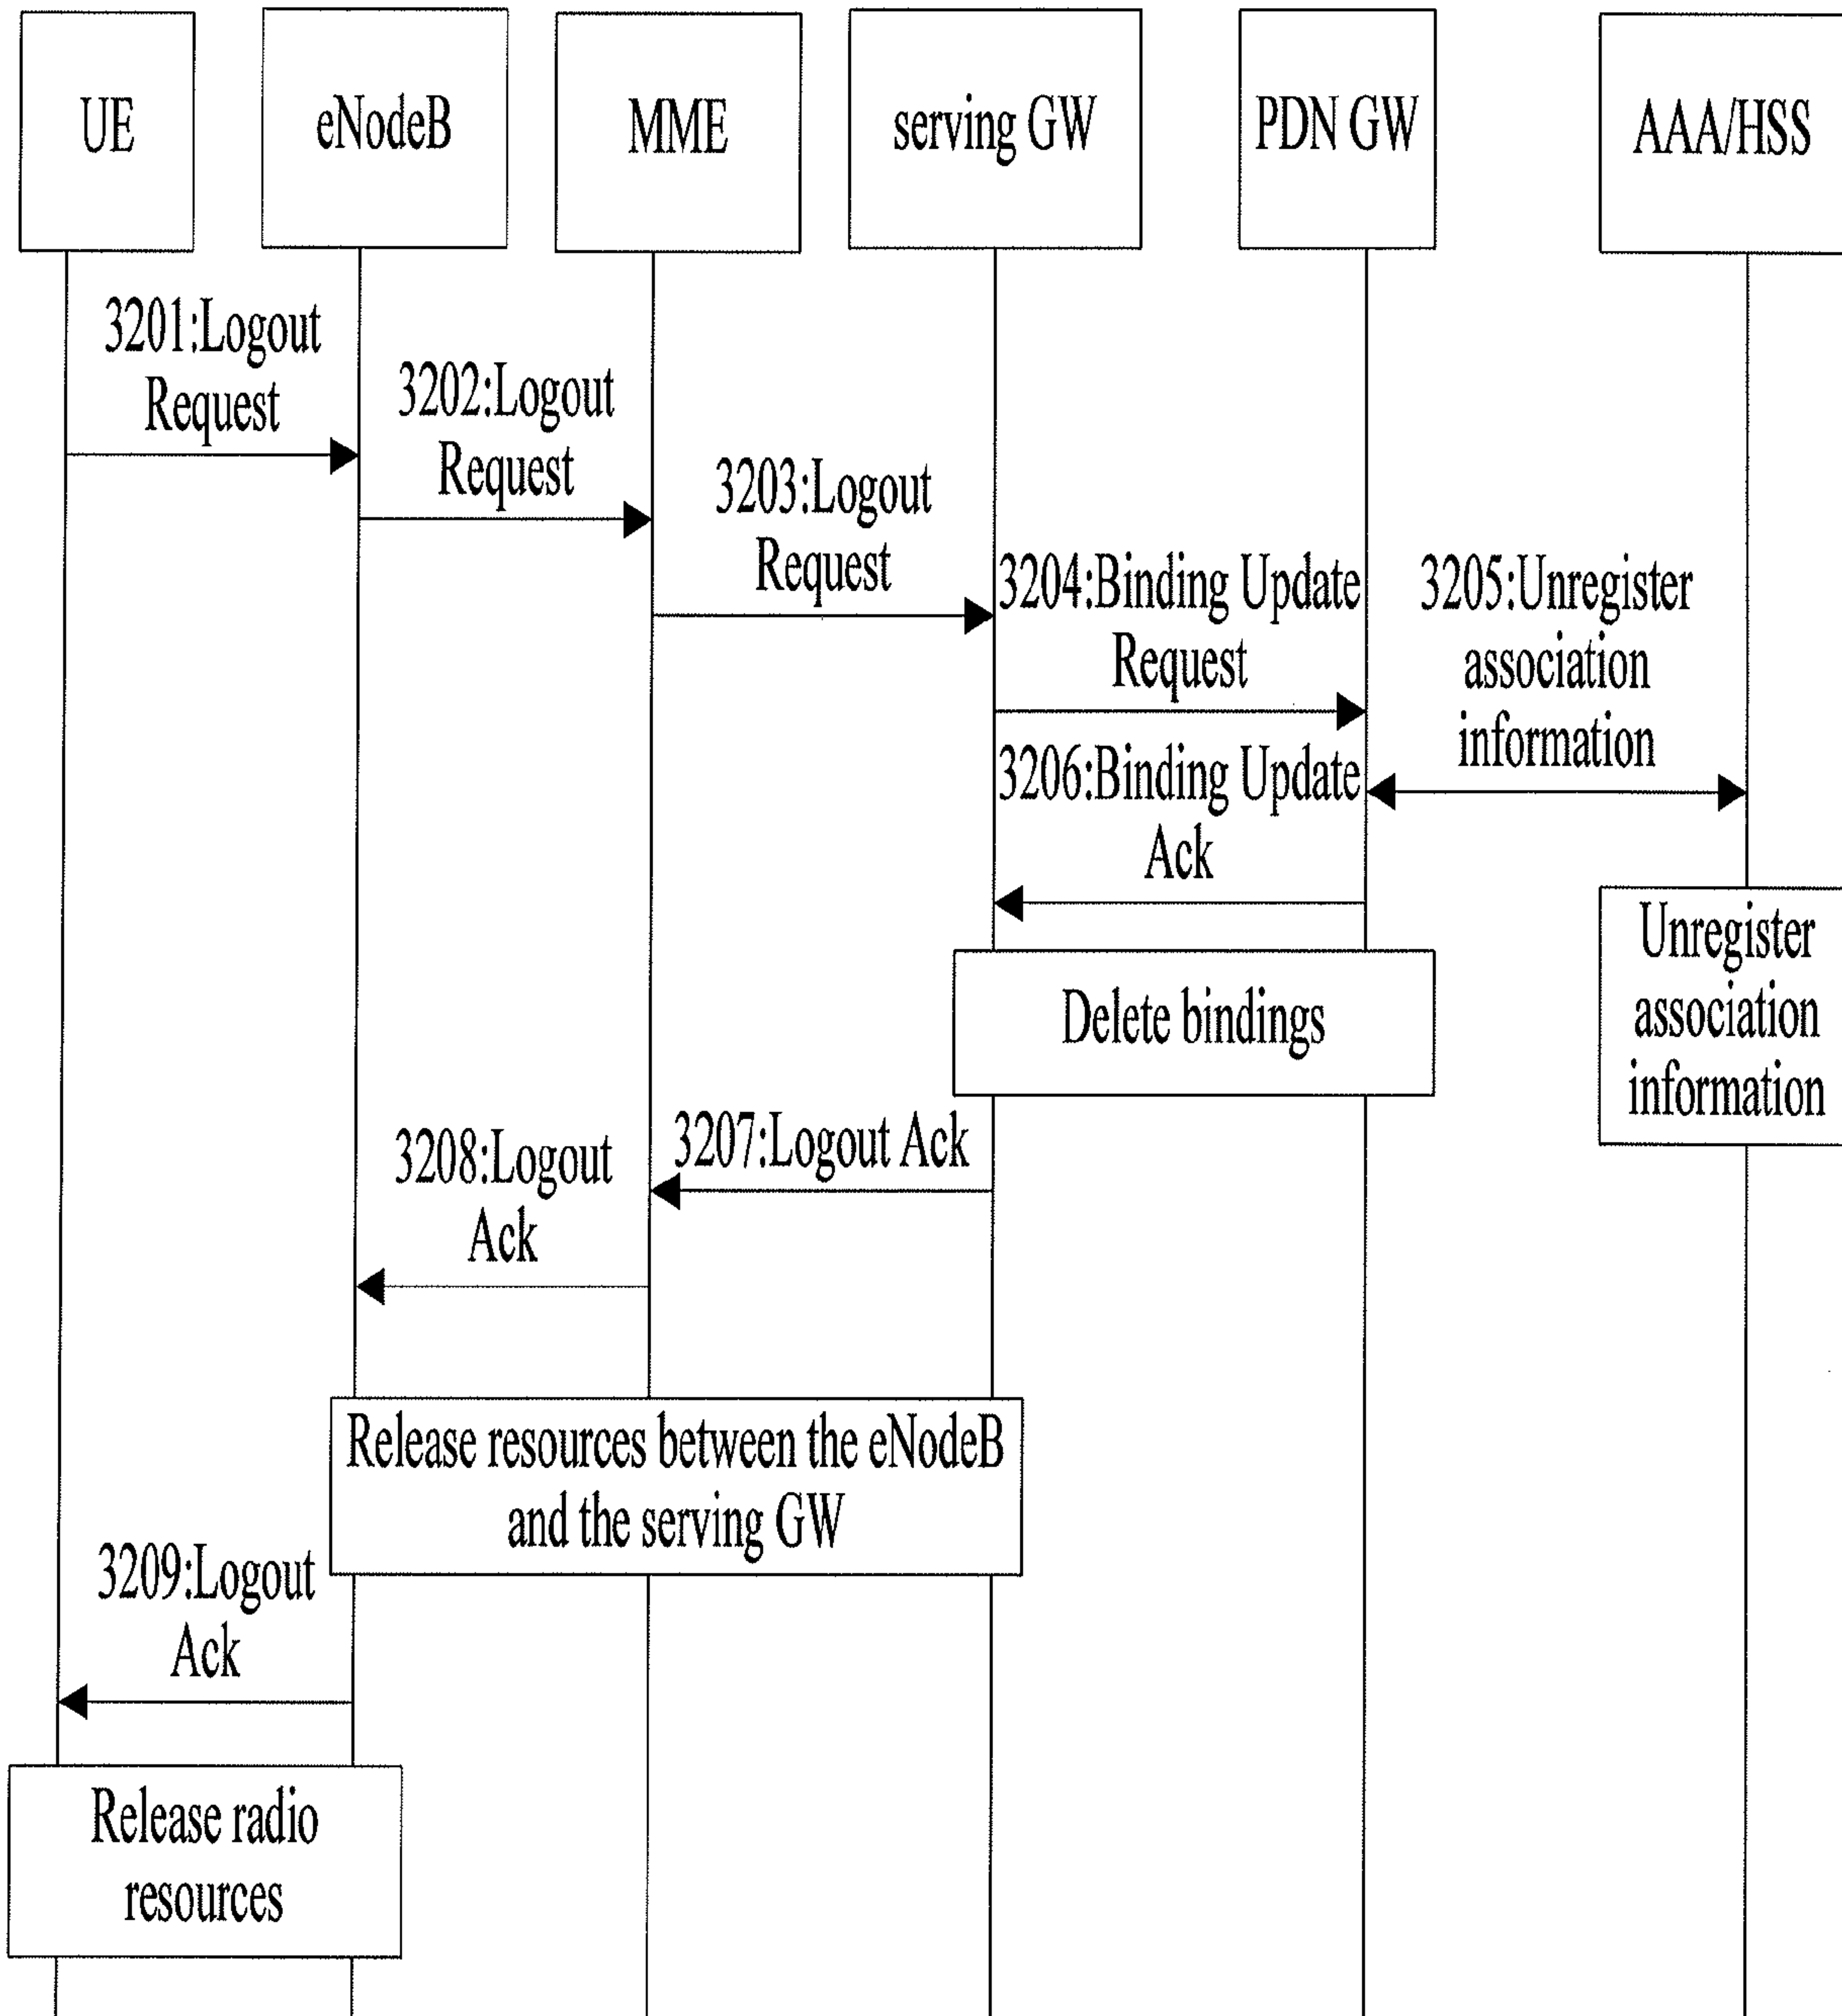 UE
eNodeB
MME
serving GW
PDN GW
AAA/HSS
3201:Logout
Request
3202:Logout
Request
3203:Logout
Request
3204:Binding Update
Request
3205:Unregister
association
information
3206:Binding Update
Ack
Unregister
association
information
Delete bindings
3207:Logout Ack
3208:Logout
Ack
Release resources between the eNodeB
and the serving GW
3209:Logout
Ack
Release radio
resources